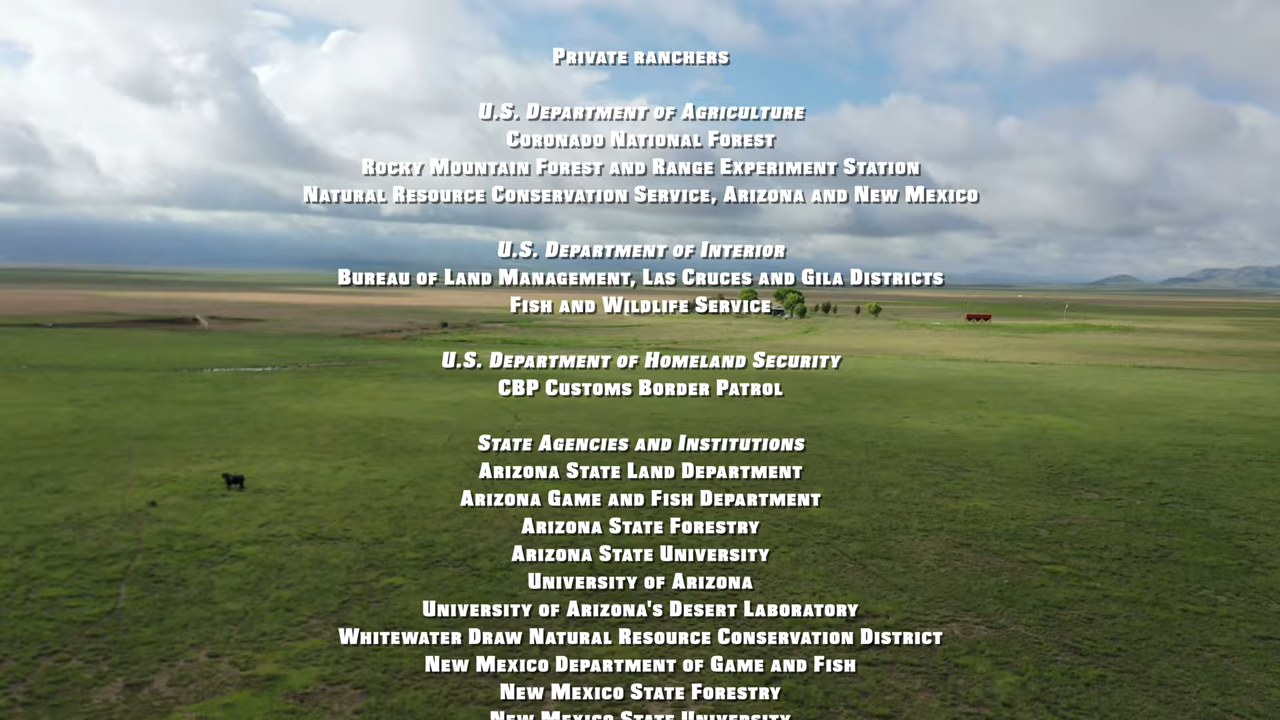 Private ranchers
U.S. Department of Agriculture
Coronado National Forest
Rocky Mountain Forest and Range Experiment Station
Natural Resource Conservation Service, Arizona and New Mexico
U.S. Department of Interior
Bureau of Land Management, Las Cruces and Gila Districts
Fish and Wildlife Service
U.S. Department of Homeland Security
CBP Customs Border Patrol
State Agencies and Institutions
Arizona State Land Department
Arizona Game and Fish Department
Arizona State Forestry
Arizona State University
University of Arizona
University of Arizona's Desert Laboratory
Whitewater Draw Natural Resource Conservation District
New Mexico Department of Game and Fish
New Mexico State Forestry
New Mexico State University